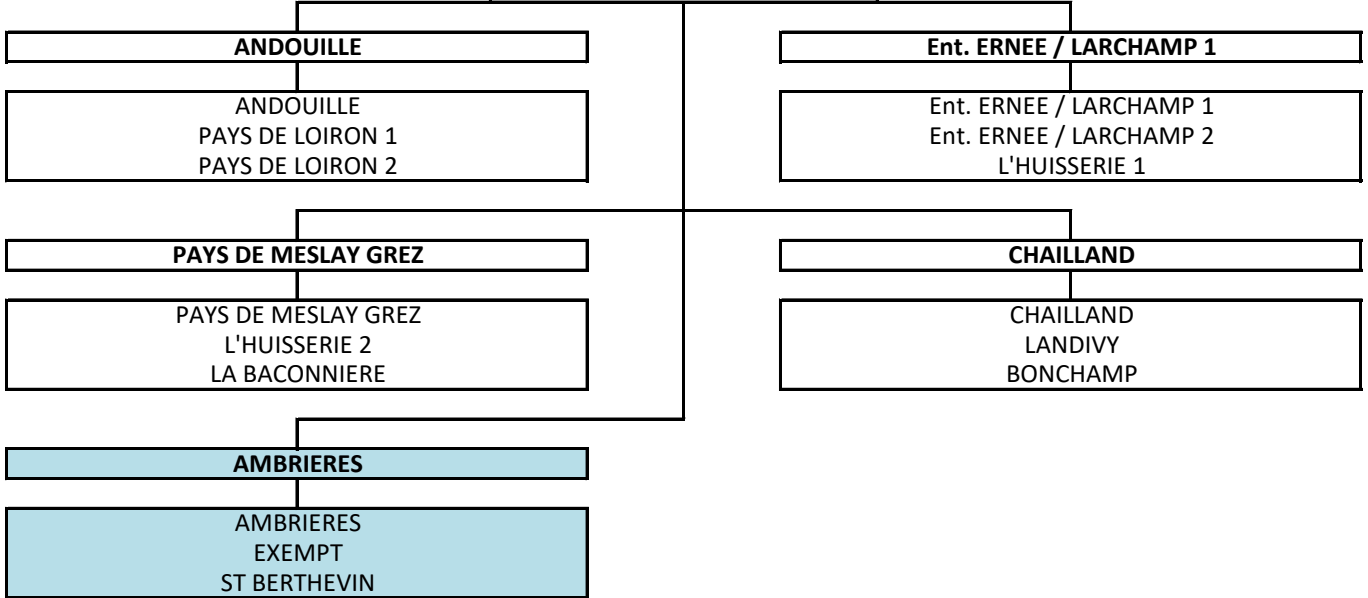 ANDOUILLE
ANDOUILLE
PAYS DE LOIRON 1
PAYS DE LOIRON 2
Ent. ERNEE / LARCHAMP 1
Ent. ERNEE / LARCHAMP 1
Ent. ERNEE / LARCHAMP 2
L'HUISSERIE 1
PAYS DE MESLAY GREZ
PAYS DE MESLAY GREZ
L'HUISSERIE 2
LA BACONNIERE
CHAILLAND
CHAILLAND
LANDIVY
BONCHAMP
AMBRIERES
AMBRIERES
EXEMPT
ST BERTHEVIN